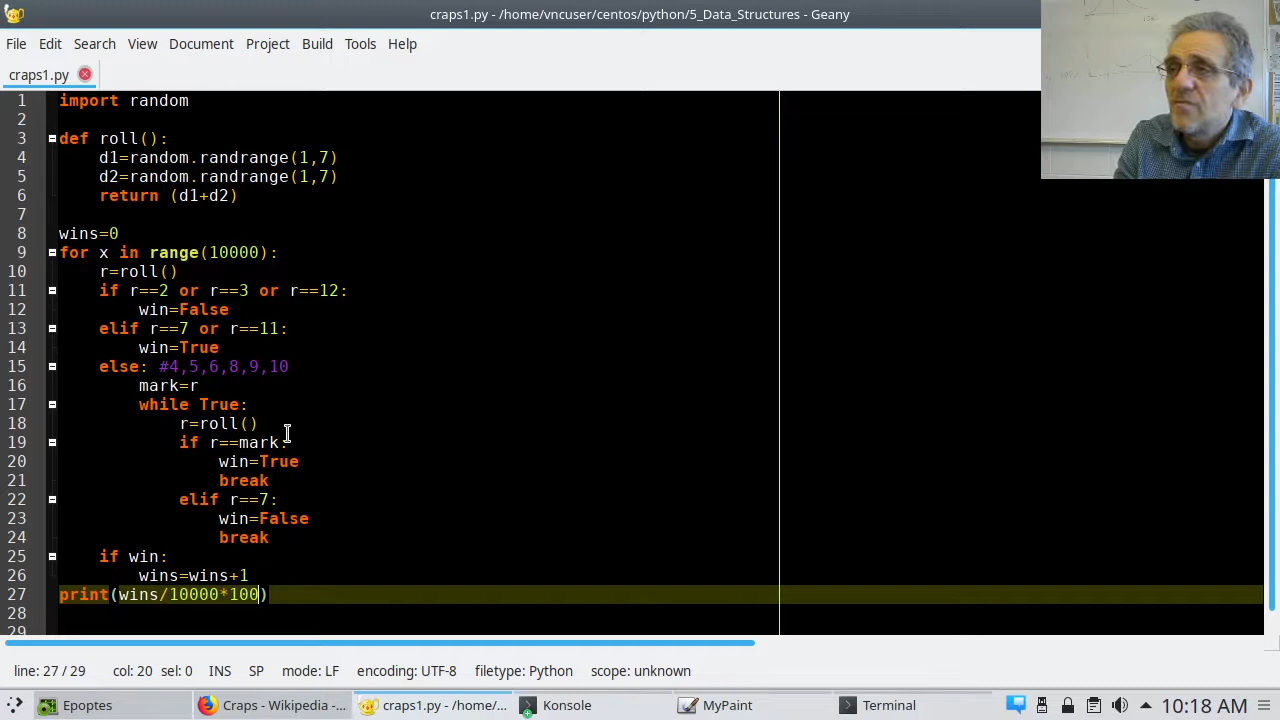 craps1.py - /home/vncuser/centos/python/5_Data_Structures - Geany
File Edit Search View Document Project Build Tools Help
craps1.py
1 import random
2
3 def roll():
4 d1=random.randrange(1,7)
5 d2=random.randrange(1,7)
6 return (d1+d2)
7
8 wins=0
9 for x in range(10000):
10 r=roll()
11 if r==2 or r==3 or r==12:
12 win=False
13 elif r==7 or r==11:
14 win=True
15 else: #4,5,6,8,9,10
16 mark=r
17 while True:
18 r=roll()
19 if r==mark:
20 win=True
21 break
22 elif r==7:
23 win=False
24 break
25 if win:
26 wins=wins+1
27 print(wins/10000*100)
28
29
line: 27 / 29 col: 20 sel: 0 INS SP mode: LF encoding: UTF-8 filetype: Python scope: unknown
Epoptes Craps - Wikipedia -... craps1.py - /home/... Konsole MyPaint Terminal 10:18 AM